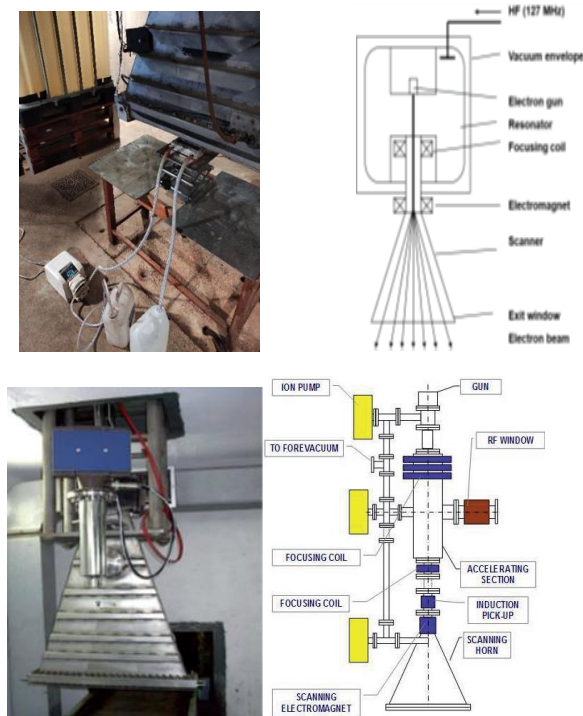 HF (127 MHz)
Vacuum envelope
Electron gun
Resonator
Focusing coil
Electromagnet
Scanner
Exit window
Electron beam
ION PUMP
GUN
TO FOREVACUUM
RF WINDOW
FOCUSING COIL
ACCELERATING
SECTION
FOCUSING COIL
INDUCTION
PICK-UP
SCANNING
HORN
SCANNING
ELECTROMAGNET